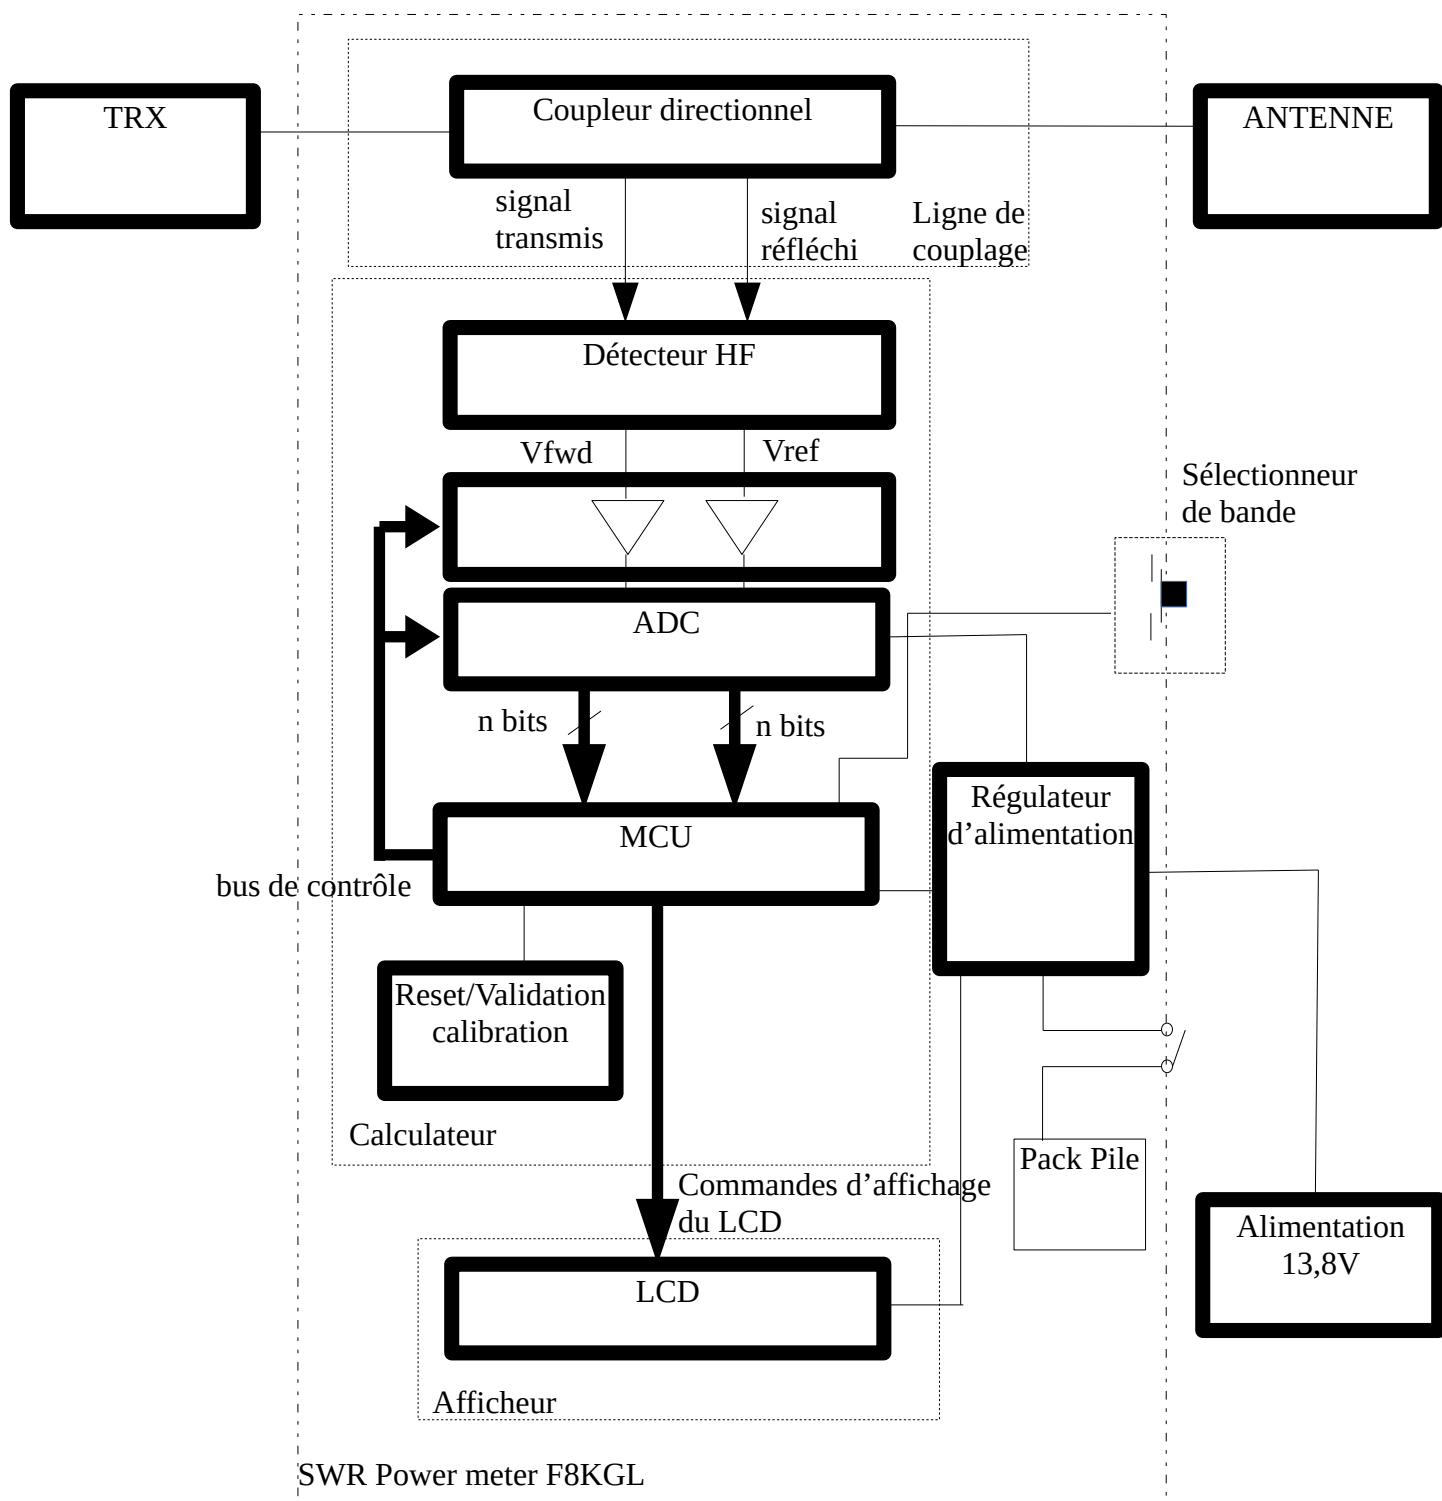 TRX
Coupleur directionnel
ANTENNE
signal
transmis
signal
réfléchi
Ligne de
couplage
Détecteur HF
Vfwd
Vref
Sélectionneur
de bande
ADC
n bits
n bits
Régulateur
d’alimentation
MCU
bus de contrôle
Reset/Validation
calibration
Calculateur
Pack Pile
Commandes d’affichage
du LCD
Alimentation
13,8V
LCD
Afficheur
SWR Power meter F8KGL